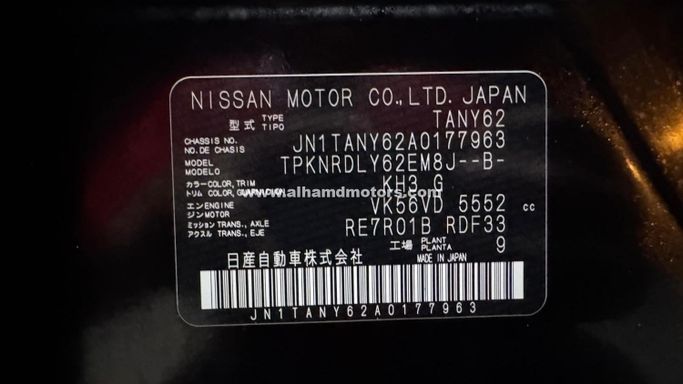 NISSAN MOTOR CO.,LTD. JAPAN
型式 TYPE TIPO TANY62
CHASSIS NO. NO.DE CHASIS JN1TANY62A0177963
MODEL MODELO TPKNRDLY62EM8J--B-
カラー COLOR, TRIM トリム COLOR, KH3 G
www.alhamdmotors.com
エンジン ENGINE MOTOR VK56VD 5552 cc
ミッション TRANS., AXLE アクスル TRANS., EJE RE7R01B RDF33
工場 PLANT PLANTA 9
日産自動車株式会社 MADE IN JAPAN
JN1TANY62A0177963